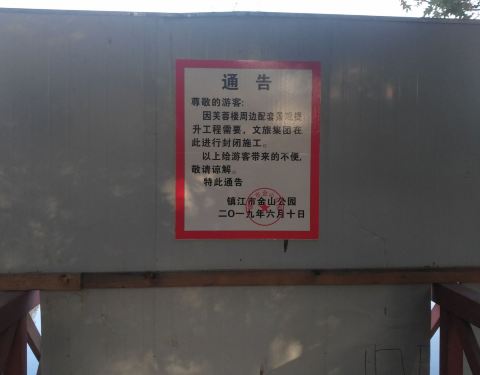 通告
尊敬的游客:
因芙蓉楼周边配套景观提
升工程需要，文旅集团在
此进行封闭施工。
以上给游客带来的不便,
敬请谅解。
特此通告
镇江市金山公园
二〇一九年六月十日